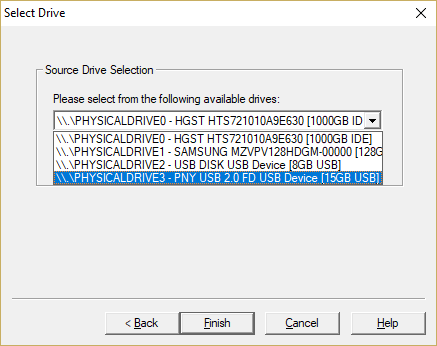 Select Drive
Source Drive Selection
Please select from the following available drives:
\\.\PHYSICALDRIVE0 - HGST HTS721010A9E630 [1000GB IDE
\\.\PHYSICALDRIVE0 - HGST HTS721010A9E630 [1000GB IDE]
\\.\PHYSICALDRIVE1 - SAMSUNG MZVPV128HDGM-00000 [128G
\\.\PHYSICALDRIVE2 - USB DISK USB Device [8GB USB]
\\.\PHYSICALDRIVE3 - PNY USB 2.0 FD USB Device [15GB USB]
< Back Finish Cancel Help